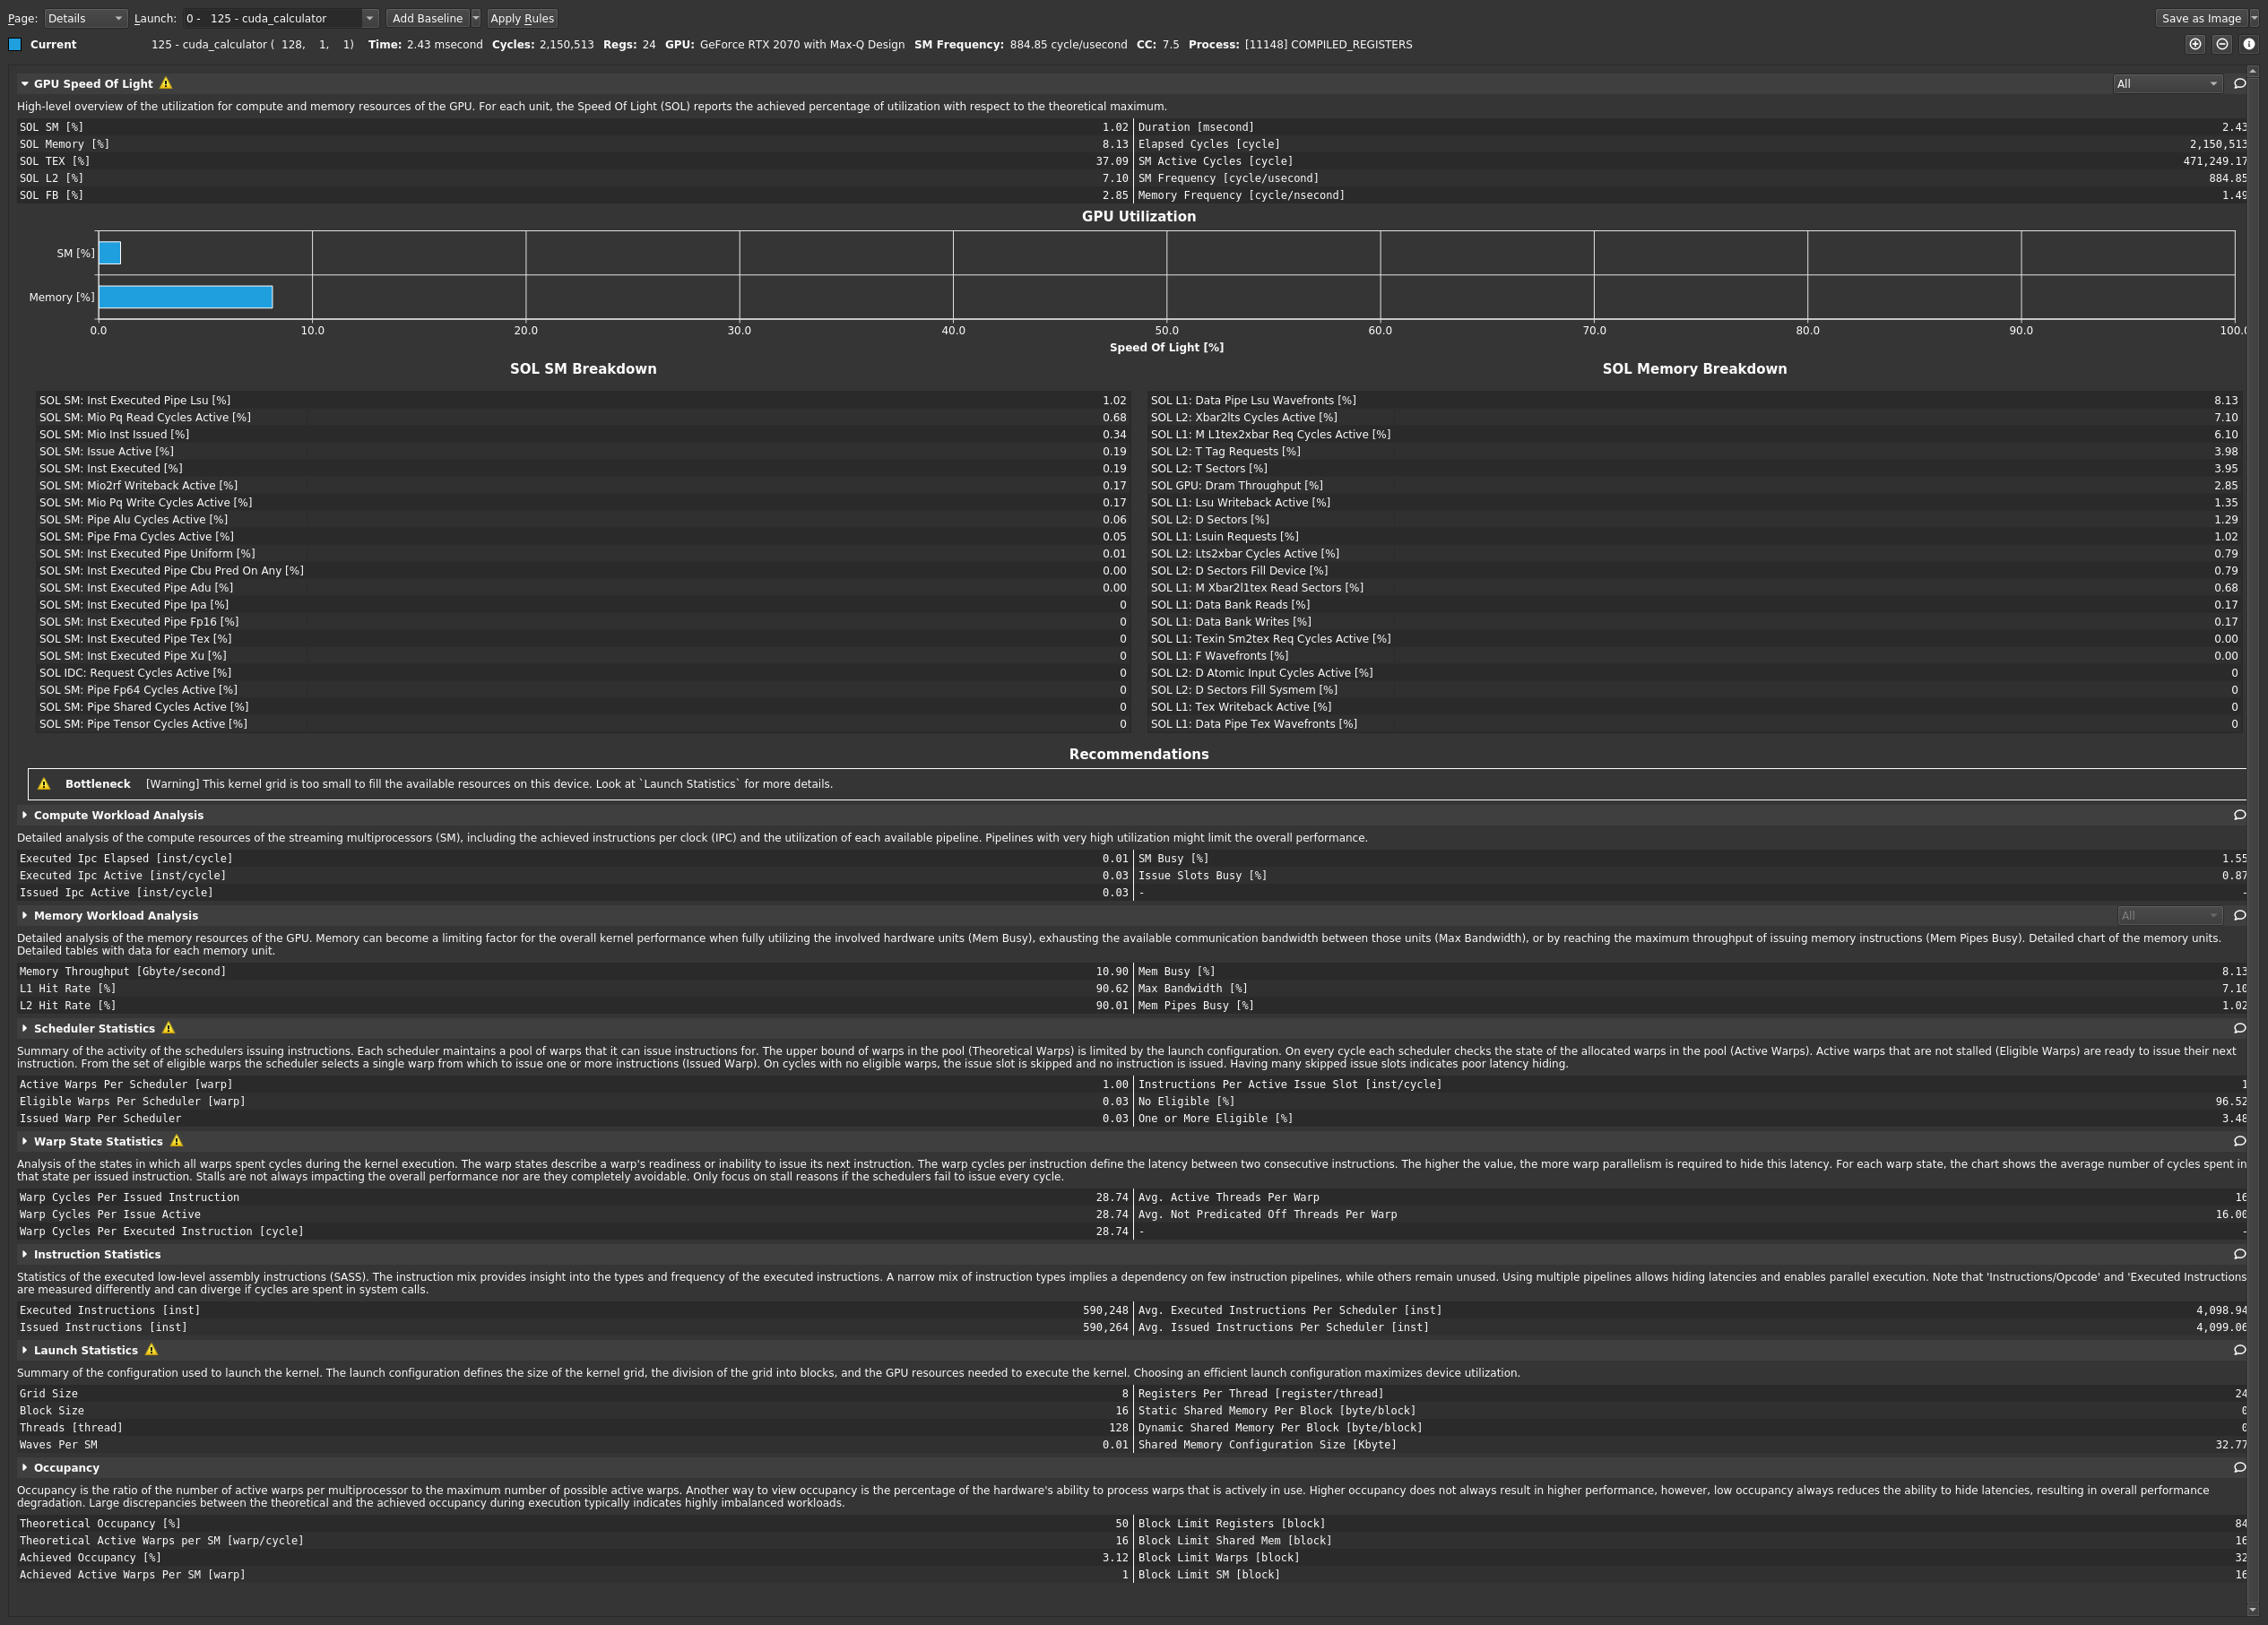 Page: Details Launch: 0 - 125 - cuda_calculator Add Baseline Apply Rules Save as Image
Current 125 - cuda_calculator ( 128, 1, 1) Time: 2.43 msecond Cycles: 2,150,513 Regs: 24 GPU: GeForce RTX 2070 with Max-Q Design SM Frequency: 884.85 cycle/usecond CC: 7.5 Process: [11148] COMPILED_REGISTERS
GPU Speed Of Light All
High-level overview of the utilization for compute and memory resources of the GPU. For each unit, the Speed Of Light (SOL) reports the achieved percentage of utilization with respect to the theoretical maximum.
SOL SM [%] 1.02 Duration [msecond] 2.43
SOL Memory [%] 8.13 Elapsed Cycles [cycle] 2,150,513
SOL TEX [%] 37.09 SM Active Cycles [cycle] 471,249.17
SOL L2 [%] 7.10 SM Frequency [cycle/usecond] 884.85
SOL FB [%] 2.85 Memory Frequency [cycle/nsecond] 1.49
GPU Utilization
SM [%]
Memory [%]
0.0 10.0 20.0 30.0 40.0 50.0 60.0 70.0 80.0 90.0 100.0
Speed Of Light [%]
SOL SM Breakdown
SOL SM: Inst Executed Pipe Lsu [%] 1.02
SOL SM: Mio Pq Read Cycles Active [%] 0.68
SOL SM: Mio Inst Issued [%] 0.34
SOL SM: Issue Active [%] 0.19
SOL SM: Inst Executed [%] 0.19
SOL SM: Mio2rf Writeback Active [%] 0.17
SOL SM: Mio Pq Write Cycles Active [%] 0.17
SOL SM: Pipe Alu Cycles Active [%] 0.06
SOL SM: Pipe Fma Cycles Active [%] 0.05
SOL SM: Inst Executed Pipe Uniform [%] 0.01
SOL SM: Inst Executed Pipe Cbu Pred On Any [%] 0.00
SOL SM: Inst Executed Pipe Adu [%] 0.00
SOL SM: Inst Executed Pipe Ipa [%] 0
SOL SM: Inst Executed Pipe Fp16 [%] 0
SOL SM: Inst Executed Pipe Tex [%] 0
SOL SM: Inst Executed Pipe Xu [%] 0
SOL IDC: Request Cycles Active [%] 0
SOL SM: Pipe Fp64 Cycles Active [%] 0
SOL SM: Pipe Shared Cycles Active [%] 0
SOL SM: Pipe Tensor Cycles Active [%] 0
SOL Memory Breakdown
SOL L1: Data Pipe Lsu Wavefronts [%] 8.13
SOL L2: Xbar2lts Cycles Active [%] 7.10
SOL L1: M L1tex2xbar Req Cycles Active [%] 6.10
SOL L2: T Tag Requests [%] 3.98
SOL L2: T Sectors [%] 3.95
SOL GPU: Dram Throughput [%] 2.85
SOL L1: Lsu Writeback Active [%] 1.35
SOL L2: D Sectors [%] 1.29
SOL L1: Lsuin Requests [%] 1.02
SOL L2: Lts2xbar Cycles Active [%] 0.79
SOL L2: D Sectors Fill Device [%] 0.79
SOL L1: M Xbar2l1tex Read Sectors [%] 0.68
SOL L1: Data Bank Reads [%] 0.17
SOL L1: Data Bank Writes [%] 0.17
SOL L1: Texin Sm2tex Req Cycles Active [%] 0.00
SOL L1: F Wavefronts [%] 0.00
SOL L2: D Atomic Input Cycles Active [%] 0
SOL L2: D Sectors Fill Sysmem [%] 0
SOL L1: Tex Writeback Active [%] 0
SOL L1: Data Pipe Tex Wavefronts [%] 0
Recommendations
Bottleneck [Warning] This kernel grid is too small to fill the available resources on this device. Look at `Launch Statistics` for more details.
Compute Workload Analysis
Detailed analysis of the compute resources of the streaming multiprocessors (SM), including the achieved instructions per clock (IPC) and the utilization of each available pipeline. Pipelines with very high utilization might limit the overall performance.
Executed Ipc Elapsed [inst/cycle] 0.01 SM Busy [%] 1.55
Executed Ipc Active [inst/cycle] 0.03 Issue Slots Busy [%] 0.87
Issued Ipc Active [inst/cycle] 0.03 - -
Memory Workload Analysis All
Detailed analysis of the memory resources of the GPU. Memory can become a limiting factor for the overall kernel performance when fully utilizing the involved hardware units (Mem Busy), exhausting the available communication bandwidth between those units (Max Bandwidth), or by reaching the maximum throughput of issuing memory instructions (Mem Pipes Busy). Detailed chart of the memory units.
Detailed tables with data for each memory unit.
Memory Throughput [Gbyte/second] 10.90 Mem Busy [%] 8.13
L1 Hit Rate [%] 90.62 Max Bandwidth [%] 7.10
L2 Hit Rate [%] 90.01 Mem Pipes Busy [%] 1.02
Scheduler Statistics
Summary of the activity of the schedulers issuing instructions. Each scheduler maintains a pool of warps that it can issue instructions for. The upper bound of warps in the pool (Theoretical Warps) is limited by the launch configuration. On every cycle each scheduler checks the state of the allocated warps in the pool (Active Warps). Active warps that are not stalled (Eligible Warps) are ready to issue their next
instruction. From the set of eligible warps the scheduler selects a single warp from which to issue one or more instructions (Issued Warp). On cycles with no eligible warps, the issue slot is skipped and no instruction is issued. Having many skipped issue slots indicates poor latency hiding.
Active Warps Per Scheduler [warp] 1.00 Instructions Per Active Issue Slot [inst/cycle] 1
Eligible Warps Per Scheduler [warp] 0.03 No Eligible [%] 96.52
Issued Warp Per Scheduler 0.03 One or More Eligible [%] 3.48
Warp State Statistics
Analysis of the states in which all warps spent cycles during the kernel execution. The warp states describe a warp's readiness or inability to issue its next instruction. The warp cycles per instruction define the latency between two consecutive instructions. The higher the value, the more warp parallelism is required to hide this latency. For each warp state, the chart shows the average number of cycles spent in
that state per issued instruction. Stalls are not always impacting the overall performance nor are they completely avoidable. Only focus on stall reasons if the schedulers fail to issue every cycle.
Warp Cycles Per Issued Instruction 28.74 Avg. Active Threads Per Warp 16
Warp Cycles Per Issue Active 28.74 Avg. Not Predicated Off Threads Per Warp 16.00
Warp Cycles Per Executed Instruction [cycle] 28.74 - -
Instruction Statistics
Statistics of the executed low-level assembly instructions (SASS). The instruction mix provides insight into the types and frequency of the executed instructions. A narrow mix of instruction types implies a dependency on few instruction pipelines, while others remain unused. Using multiple pipelines allows hiding latencies and enables parallel execution. Note that 'Instructions/Opcode' and 'Executed Instructions
are measured differently and can diverge if cycles are spent in system calls.
Executed Instructions [inst] 590,248 Avg. Executed Instructions Per Scheduler [inst] 4,098.94
Issued Instructions [inst] 590,264 Avg. Issued Instructions Per Scheduler [inst] 4,099.06
Launch Statistics
Summary of the configuration used to launch the kernel. The launch configuration defines the size of the kernel grid, the division of the grid into blocks, and the GPU resources needed to execute the kernel. Choosing an efficient launch configuration maximizes device utilization.
Grid Size 8 Registers Per Thread [register/thread] 24
Block Size 16 Static Shared Memory Per Block [byte/block] 0
Threads [thread] 128 Dynamic Shared Memory Per Block [byte/block] 0
Waves Per SM 0.01 Shared Memory Configuration Size [Kbyte] 32.77
Occupancy
Occupancy is the ratio of the number of active warps per multiprocessor to the maximum number of possible active warps. Another way to view occupancy is the percentage of the hardware's ability to process warps that is actively in use. Higher occupancy does not always result in higher performance, however, low occupancy always reduces the ability to hide latencies, resulting in overall performance
degradation. Large discrepancies between the theoretical and the achieved occupancy during execution typically indicates highly imbalanced workloads.
Theoretical Occupancy [%] 50 Block Limit Registers [block] 84
Theoretical Active Warps per SM [warp/cycle] 16 Block Limit Shared Mem [block] 16
Achieved Occupancy [%] 3.12 Block Limit Warps [block] 32
Achieved Active Warps Per SM [warp] 1 Block Limit SM [block] 16